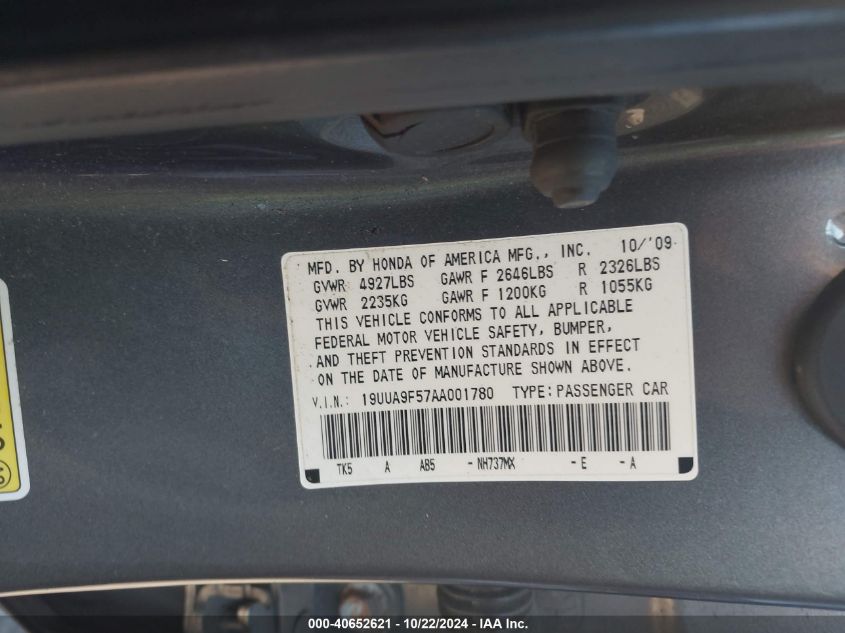 MFD. BY HONDA OF AMERICA MFG., INC. 10/'09
GVWR 4927LBS GAWR F 2646LBS R 2326LBS
GVWR 2235KG GAWR F 1200KG R 1055KG
THIS VEHICLE CONFORMS TO ALL APPLICABLE
FEDERAL MOTOR VEHICLE SAFETY, BUMPER,
AND THEFT PREVENTION STANDARDS IN EFFECT
ON THE DATE OF MANUFACTURE SHOWN ABOVE.
V.I.N.: 19UUA9F57AA001780 TYPE:PASSENGER CAR
TK5 A AB5 -NH737MX -E -A
000-40652621 - 10/22/2024 - IAA Inc.